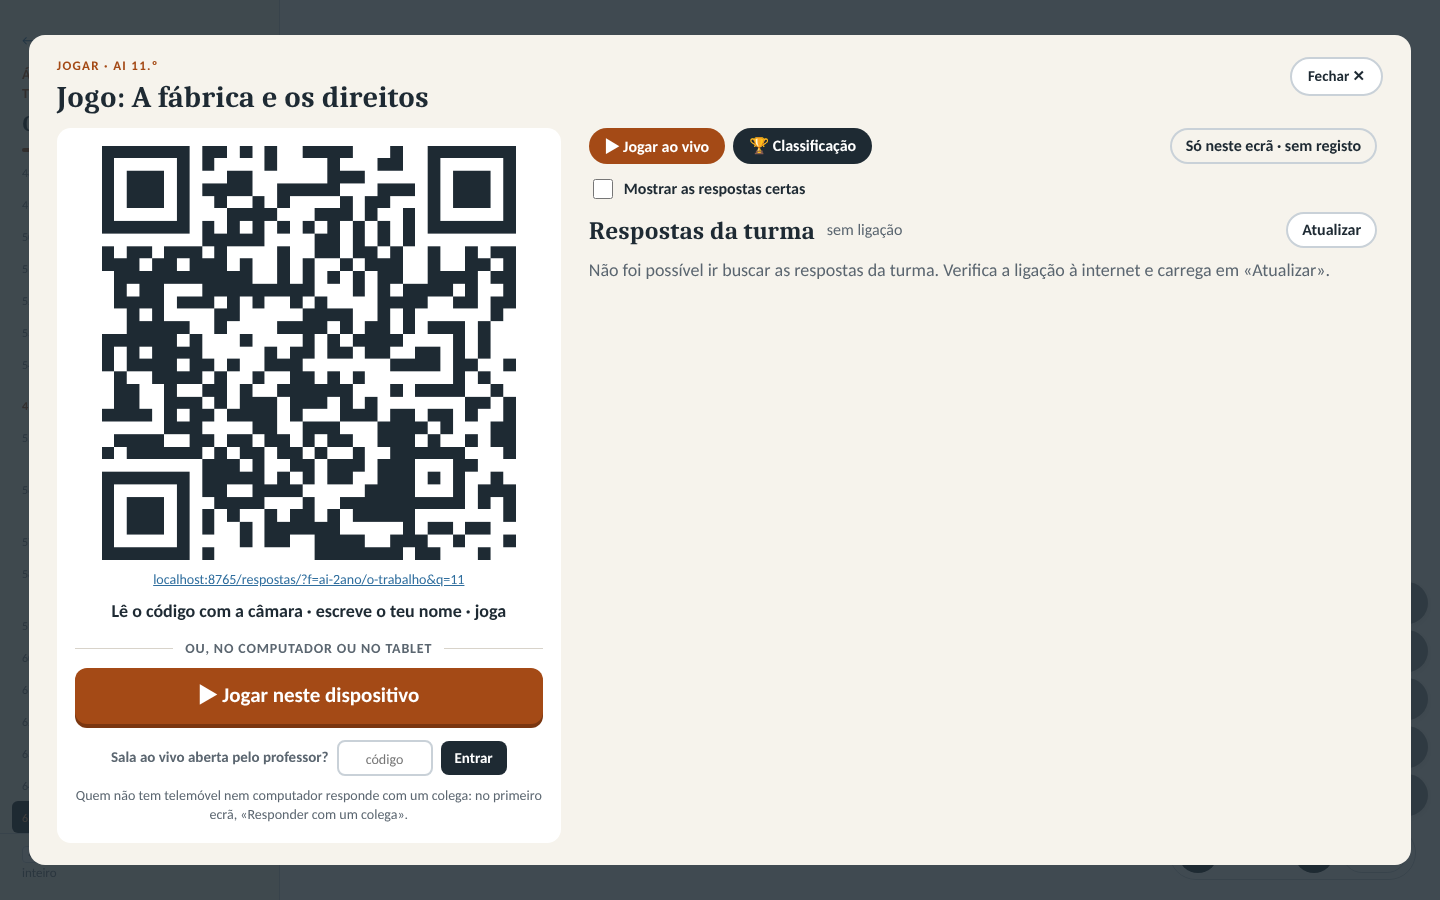 JOGAR · AI 11.º
Jogo: A fábrica e os direitos
Fechar ✕
localhost:8765/respostas/?f=ai-2ano/o-trabalho&q=11
Lê o código com a câmara · escreve o teu nome · joga
OU, NO COMPUTADOR OU NO TABLET
▶ Jogar neste dispositivo
Sala ao vivo aberta pelo professor?
código
Entrar
Quem não tem telemóvel nem computador responde com um colega: no primeiro
ecrã, «Responder com um colega».
▶ Jogar ao vivo
🏆 Classificação
Só neste ecrã · sem registo
Mostrar as respostas certas
Respostas da turma
sem ligação
Atualizar
Não foi possível ir buscar as respostas da turma. Verifica a ligação à internet e carrega em «Atualizar».
Inteiro